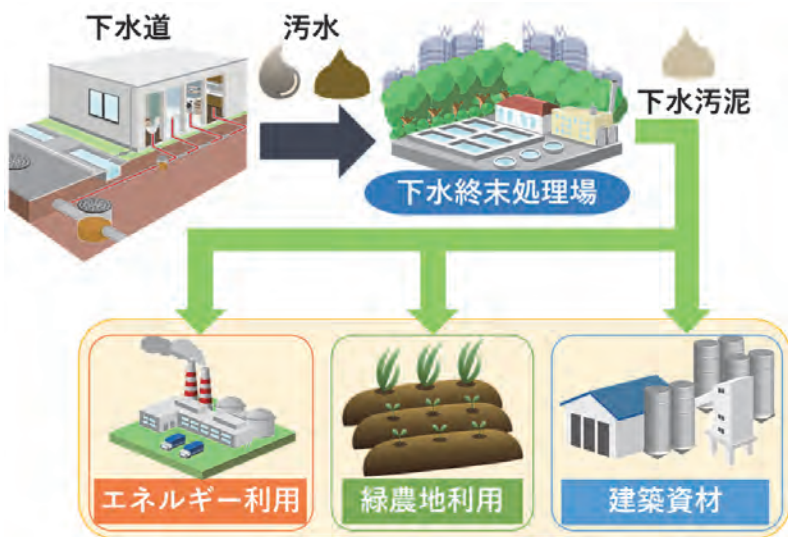 下水道
汚水
下水汚泥
下水終末処理場
エネルギー利用
緑農地利用
建築資材